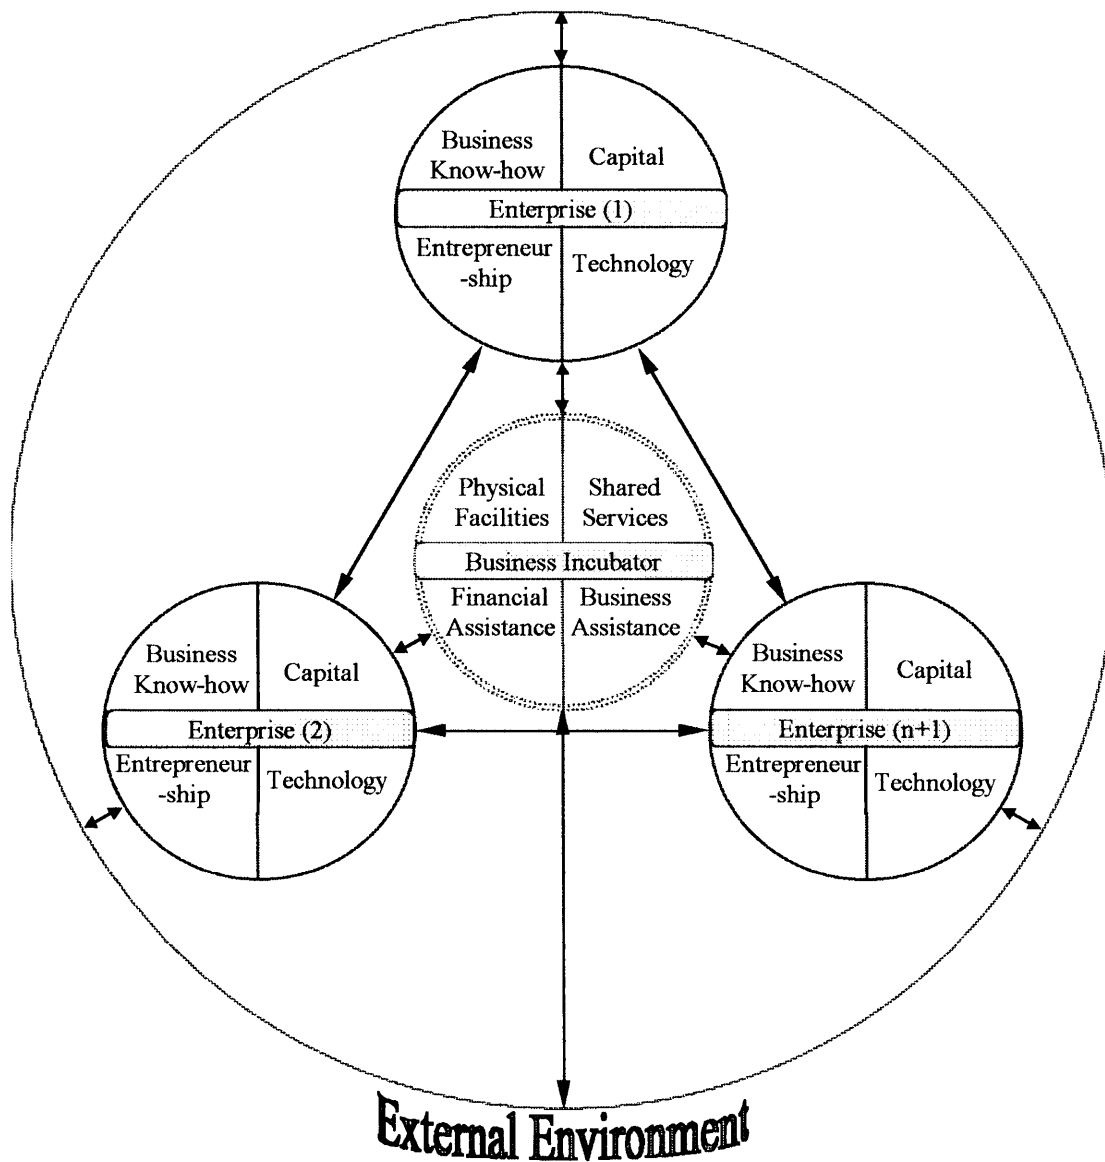 Business
Know-how
Capital
Enterprise (1)
Entrepreneur
-ship
Technology
Physical
Facilities
Shared
Services
Business Incubator
Financial
Assistance
Business
Assistance
Business
Know-how
Capital
Enterprise (2)
Entrepreneur
-ship
Technology
Business
Know-how
Capital
Enterprise (n+1)
Entrepreneur
-ship
Technology
External Environment